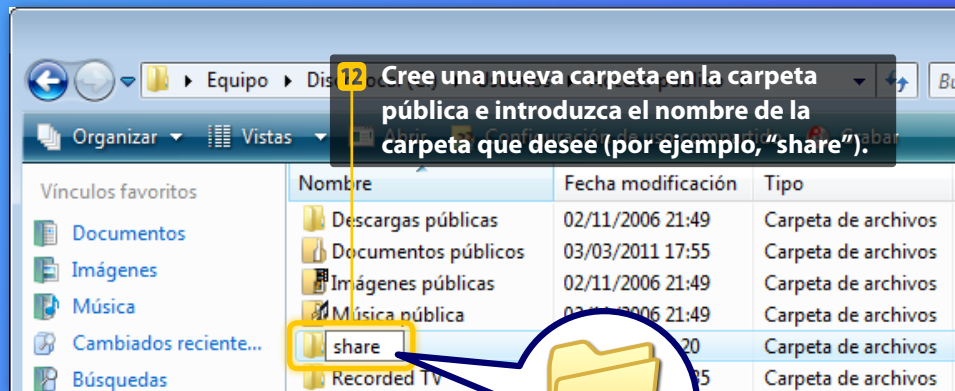 Equipo
12 Cree una nueva carpeta en la carpeta
pública e introduzca el nombre de la
carpeta que desee (por ejemplo, “share”).
Organizar Vistas
Vínculos favoritos
Documentos
Imágenes
Música
Cambiados reciente...
Búsquedas
Nombre Fecha modificación Tipo
Descargas públicas 02/11/2006 21:49 Carpeta de archivos
Documentos públicos 03/03/2011 17:55 Carpeta de archivos
Imágenes públicas 02/11/2006 21:49 Carpeta de archivos
Música pública 21:49 Carpeta de archivos
share Carpeta de archivos
Recorded TV Carpeta de archivos